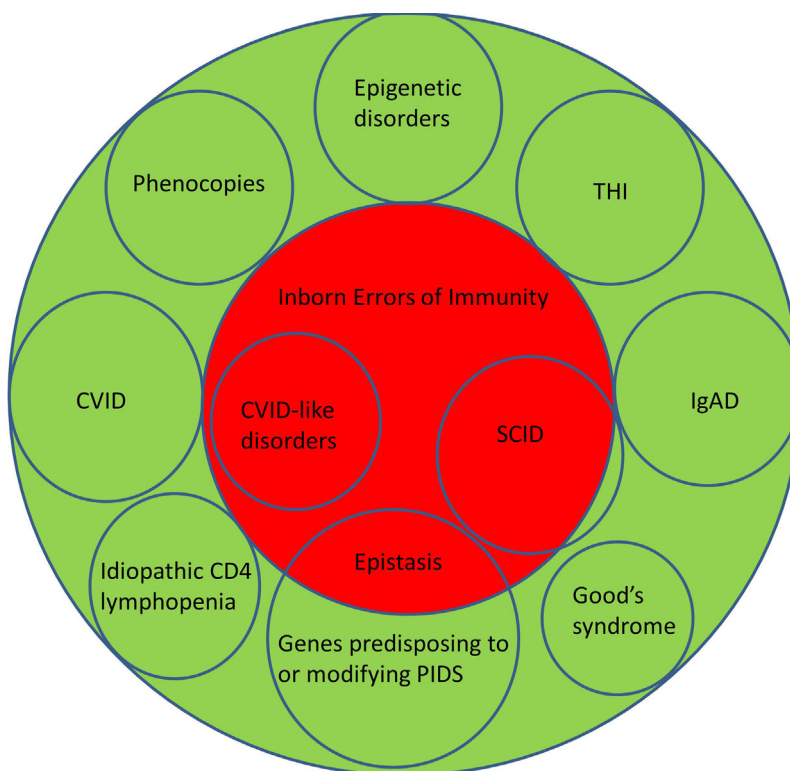 Epigenetic
disorders
Phenocopies
THI
Inborn Errors of Immunity
CVID
CVID-like
disorders
SCID
IgAD
Idiopathic CD4
lymphopenia
Epistasis
Good's
syndrome
Genes predisposing to
or modifying PIDS